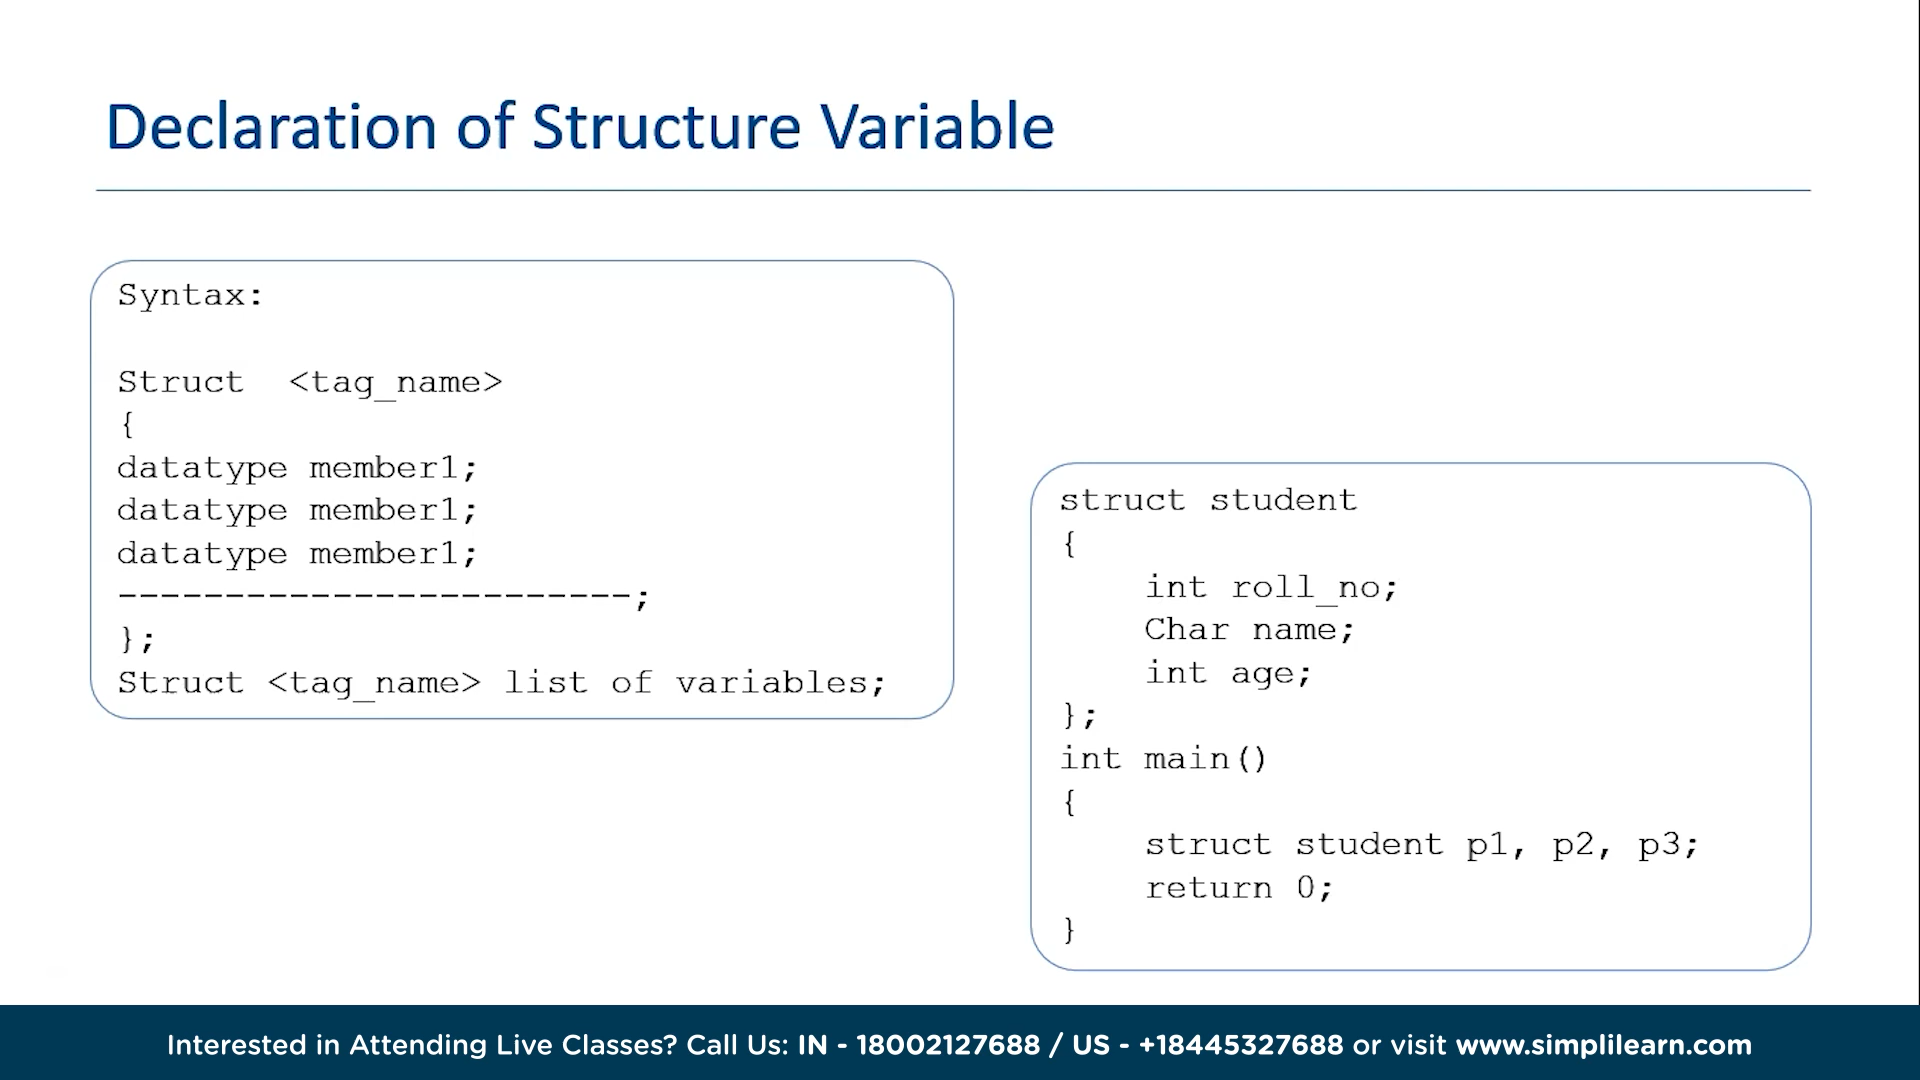 Declaration of Structure Variable
Syntax:
Struct  <tag_name>
{
datatype member1;
datatype member1;
datatype member1;
------------------------;
};
Struct <tag_name> list of variables;
struct student
{
int roll_no;
Char name;
int age;
};
int main()
{
struct student p1, p2, p3;
return 0;
}
Interested in Attending Live Classes? Call Us: IN - 18002127688 / US - +18445327688 or visit www.simplilearn.com